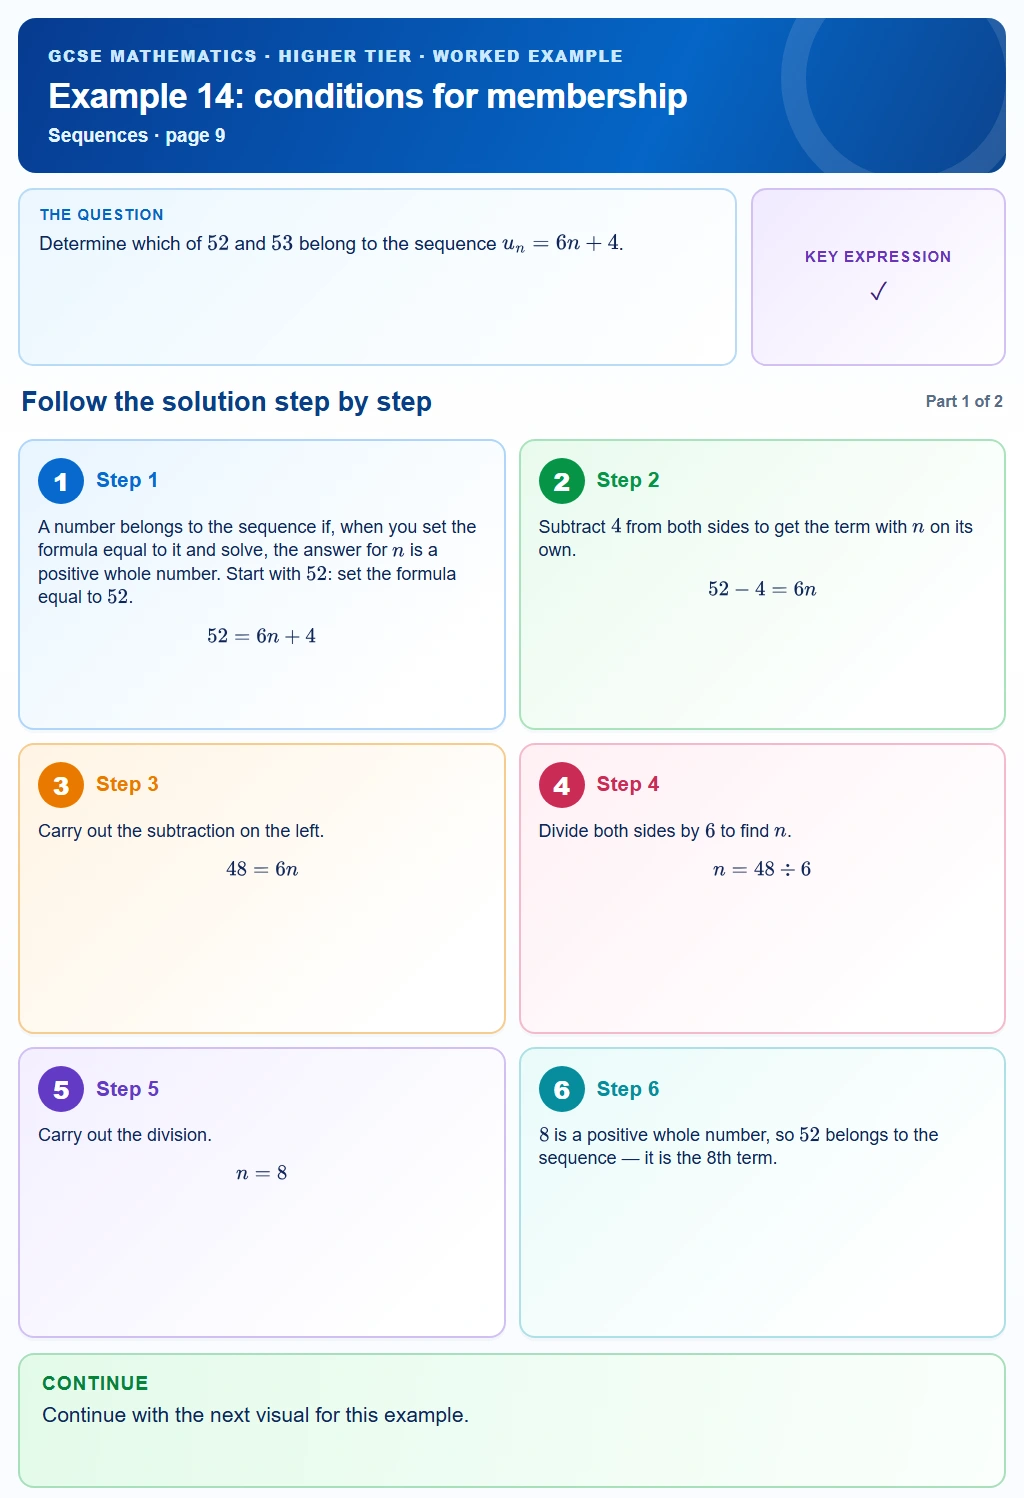 GCSE MATHEMATICS · HIGHER TIER · WORKED EXAMPLE
Example 14: conditions for membership
Sequences · page 9
THE QUESTION
Determine which of 52 and 53 belong to the sequence uₙ = 6n + 4.
KEY EXPRESSION
✓
Follow the solution step by step
Part 1 of 2
1 Step 1
A number belongs to the sequence if, when you set the
formula equal to it and solve, the answer for n is a
positive whole number. Start with 52: set the formula
equal to 52.
52 = 6n + 4
2 Step 2
Subtract 4 from both sides to get the term with n on its
own.
52 − 4 = 6n
3 Step 3
Carry out the subtraction on the left.
48 = 6n
4 Step 4
Divide both sides by 6 to find n.
n = 48 ÷ 6
5 Step 5
Carry out the division.
n = 8
6 Step 6
8 is a positive whole number, so 52 belongs to the
sequence — it is the 8th term.
CONTINUE
Continue with the next visual for this example.